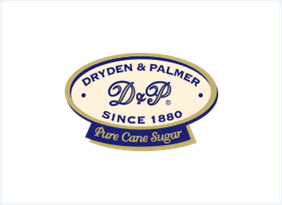 DRYDEN & PALMER
D&P®
SINCE 1880
Pure Cane Sugar